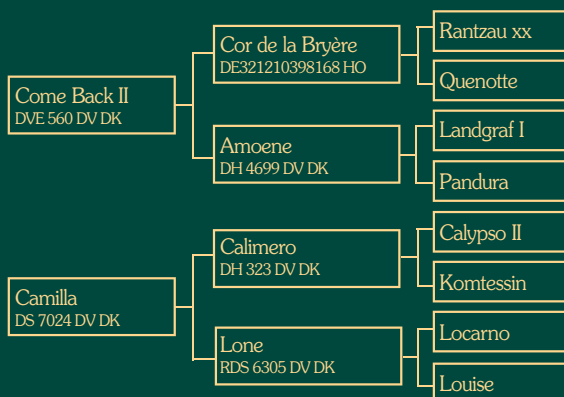 Come Back II
DVE 560 DV DK
Cor de la Bryère
DE321210398168 HO
Rantzau xx
Quenotte
Amoene
DH 4699 DV DK
Landgraf I
Pandura
Camilla
DS 7024 DV DK
Calimero
DH 323 DV DK
Calypso II
Komtessin
Lone
RDS 6305 DV DK
Locarno
Louise